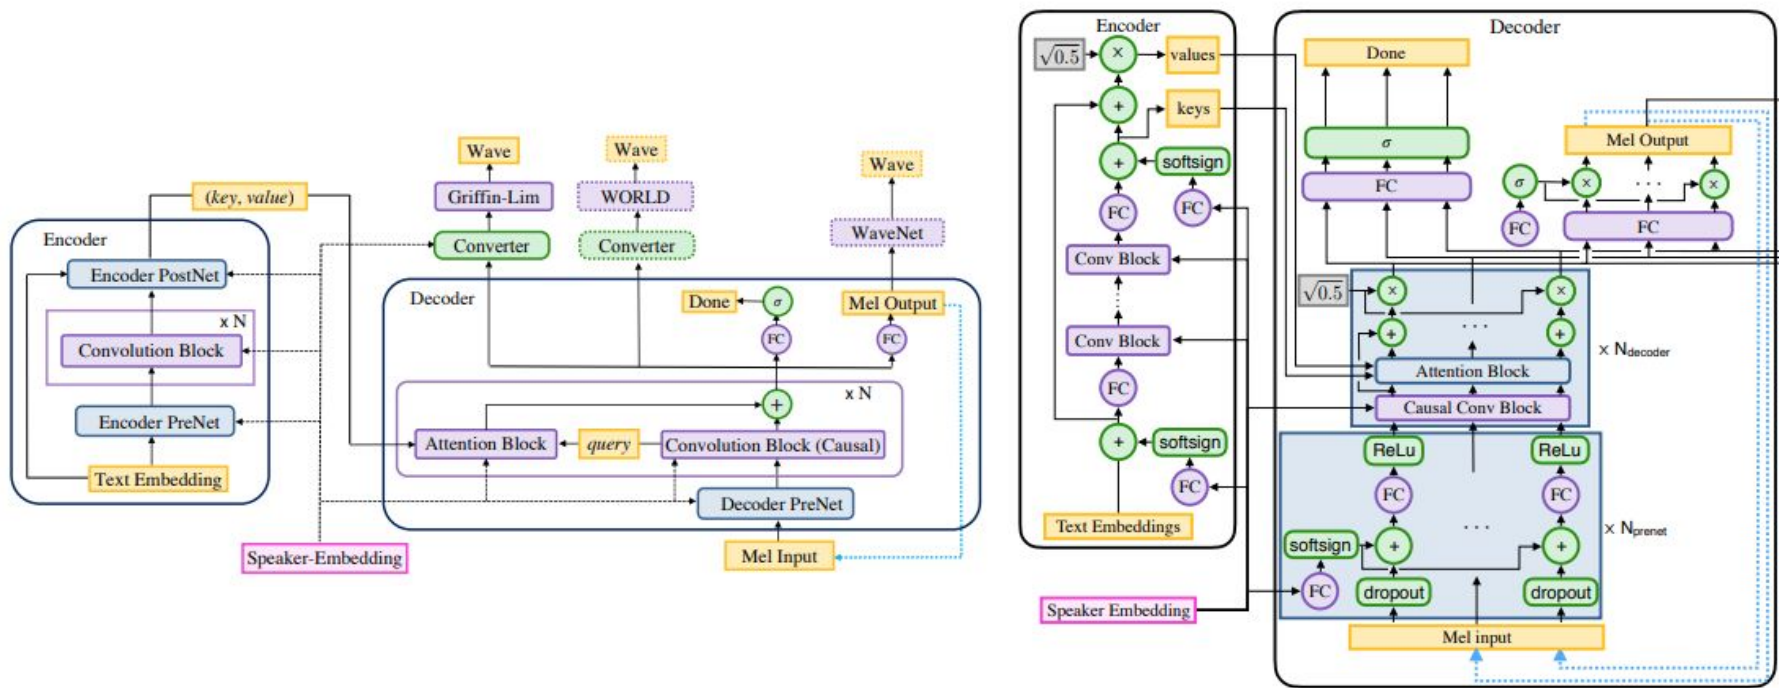 Wave
Wave
Wave
(key, value)
Griffin-Lim
WORLD
WaveNet
Encoder
Converter
Converter
Encoder PostNet
x N
Convolution Block
Encoder PreNet
Text Embedding
Decoder
Done
σ
Mel Output
FC
FC
x N
+
Attention Block
query
Convolution Block (Causal)
Decoder PreNet
Speaker-Embedding
Mel Input
Encoder
√0.5
×
values
+
keys
+
softsign
FC
FC
Conv Block
Conv Block
FC
+
softsign
FC
Text Embeddings
Speaker Embedding
Decoder
Done
Mel Output
σ
FC
σ
×
. . .
×
FC
FC
√0.5
×
×
+
. . .
+
× Ndecoder
Attention Block
Causal Conv Block
ReLu
ReLu
FC
FC
. . .
× Nprenet
softsign
+
+
FC
dropout
dropout
Mel input